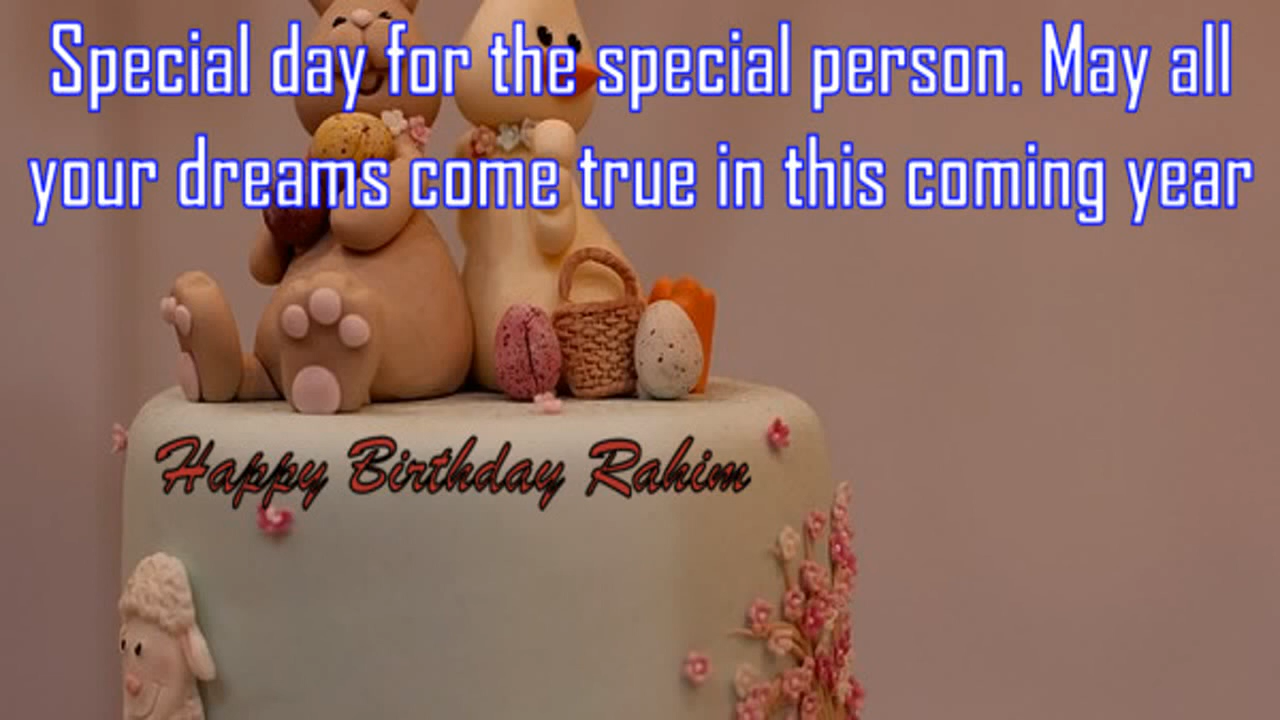 Special day for the special person. May all
your dreams come true in this coming year
Happy Birthday Rahim